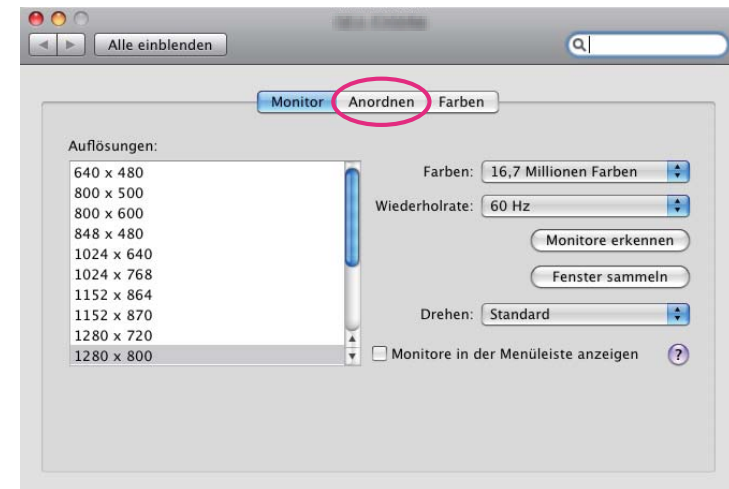 Alle einblenden
Monitor Anordnen Farben
Auflösungen:
640 x 480
800 x 500
800 x 600
848 x 480
1024 x 640
1024 x 768
1152 x 864
1152 x 870
1280 x 720
1280 x 800
Farben: 16,7 Millionen Farben
Wiederholrate: 60 Hz
Monitore erkennen
Fenster sammeln
Drehen: Standard
Monitore in der Menüleiste anzeigen ?